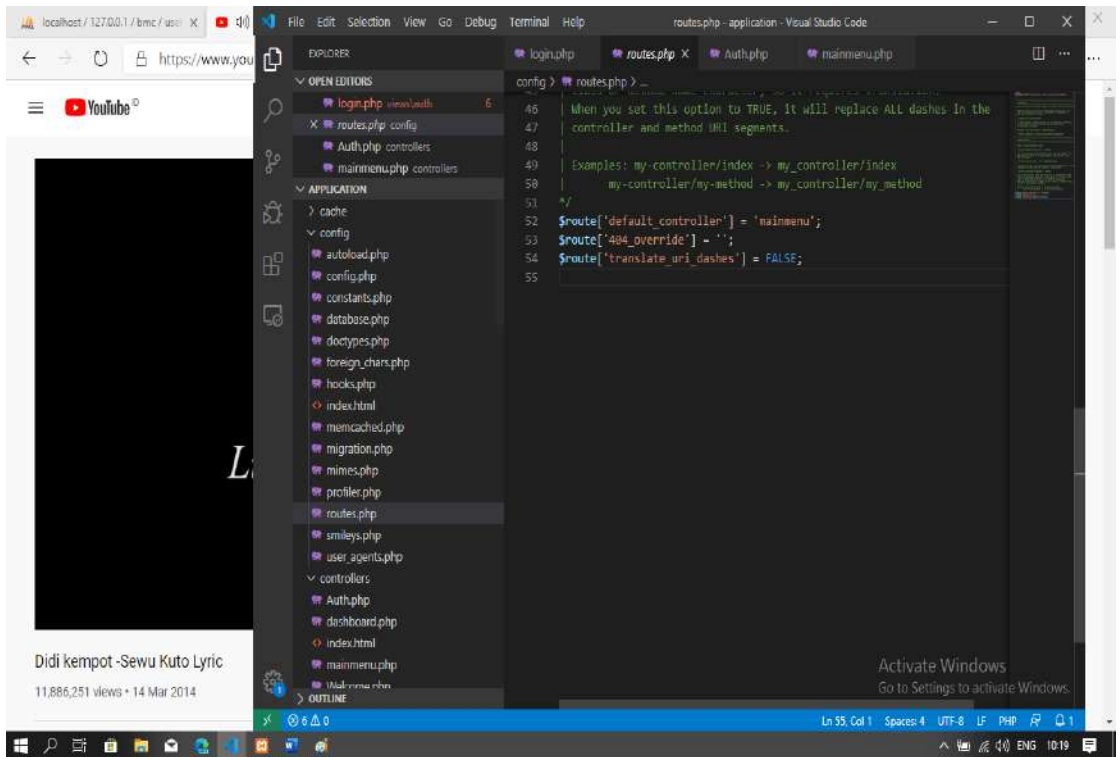 localhost / 127.0.0.1 / bmc / use
https://www.you
YouTube
ID
Didi kempot -Sewu Kuto Lyric
11,886,251 views • 14 Mar 2014
File Edit Selection View Go Debug Terminal Help
routes.php - application - Visual Studio Code
EXPLORER
OPEN EDITORS
login.php views\auth 6
routes.php config
Auth.php controllers
mainmenu.php controllers
APPLICATION
cache
config
autoload.php
config.php
constants.php
database.php
doctypes.php
foreign_chars.php
hooks.php
index.html
memcached.php
migration.php
mimes.php
profiler.php
routes.php
smileys.php
user_agents.php
controllers
Auth.php
dashboard.php
index.html
mainmenu.php
Welcome.php
OUTLINE
login.php routes.php Auth.php mainmenu.php
config > routes.php > ...
46 | When you set this option to TRUE, it will replace ALL dashes in the
47 | controller and method URI segments.
48 |
49 | Examples: my-controller/index -> my_controller/index
50 | my-controller/my-method -> my_controller/my_method
51 */
52 $route['default_controller'] = 'mainmenu';
53 $route['404_override'] = '';
54 $route['translate_uri_dashes'] = FALSE;
55
Activate Windows
Go to Settings to activate Windows.
6 0
Ln 55, Col 1 Spaces: 4 UTF-8 LF PHP 1
ENG 10:19